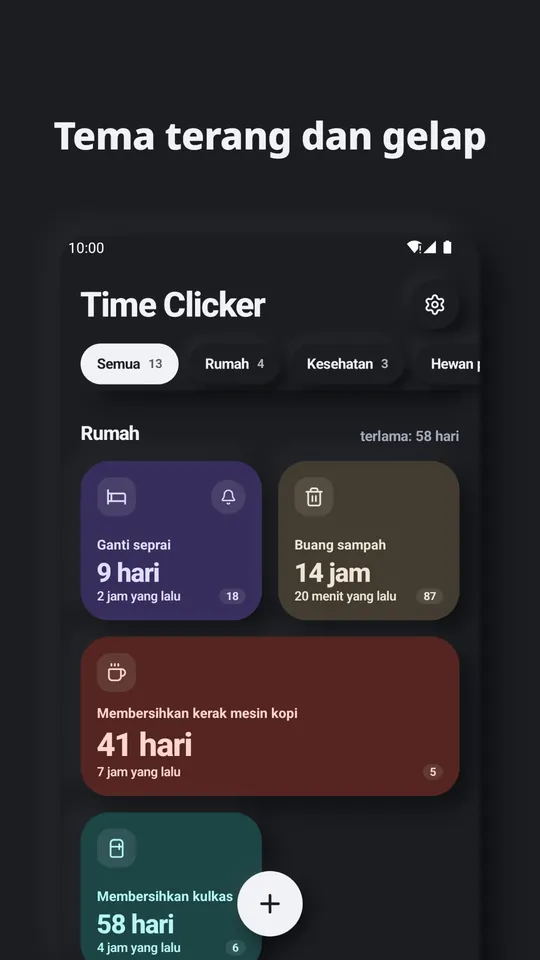 Tema terang dan gelap
10:00
Time Clicker
Semua 13 Rumah 4 Kesehatan 3 Hewan
Rumah terlama: 58 hari
Ganti seprai
9 hari
2 jam yang lalu 18
Buang sampah
14 jam
20 menit yang lalu 87
Membersihkan kerak mesin kopi
41 hari
7 jam yang lalu 5
Membersihkan kulkas
58 hari
4 jam yang lalu 6